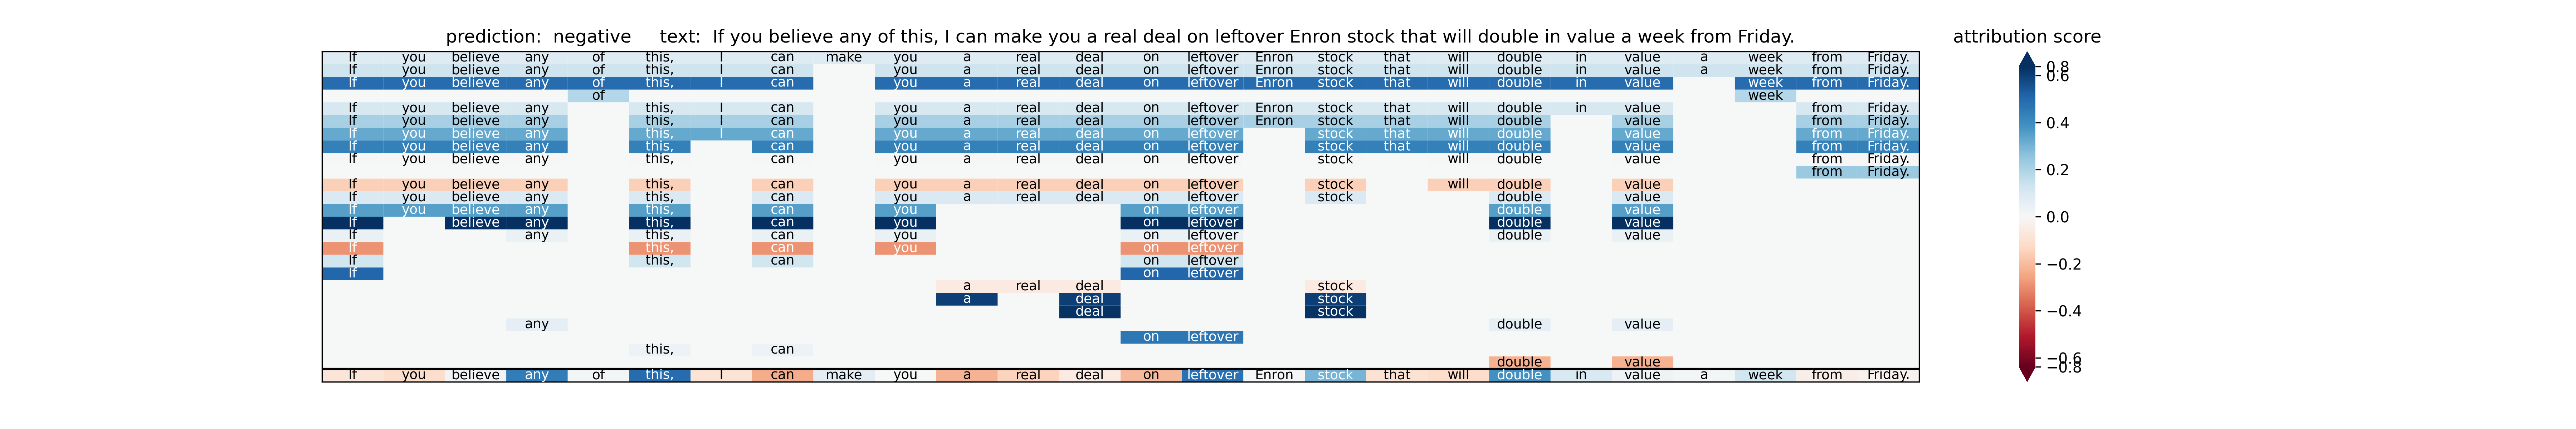 prediction:  negative     text:  If you believe any of this, I can make you a real deal on leftover Enron stock that will double in value a week from Friday.
attribution score
If you believe any of this, I can make you a real deal on leftover Enron stock that will double in value a week from Friday.
If you believe any of this, I can you a real deal on leftover Enron stock that will double in value a week from Friday.
If you believe any of this, I can you a real deal on leftover Enron stock that will double in value week from Friday.
of week
If you believe any this, I can you a real deal on leftover Enron stock that will double in value from Friday.
If you believe any this, I can you a real deal on leftover Enron stock that will double value from Friday.
If you believe any this, I can you a real deal on leftover stock that will double value from Friday.
If you believe any this, can you a real deal on leftover stock that will double value from Friday.
If you believe any this, can you a real deal on leftover stock will double value from Friday.
from Friday.
If you believe any this, can you a real deal on leftover stock will double value
If you believe any this, can you a real deal on leftover stock double value
If you believe any this, can you on leftover double value
If believe any this, can you on leftover double value
If any this, can you on leftover double value
If this, can you on leftover
If this, can on leftover
If on leftover
a real deal stock
a deal stock
deal stock
any double value
on leftover
this, can
double value
If you believe any of this, I can make you a real deal on leftover Enron stock that will double in value a week from Friday.
0.8
0.6
0.4
0.2
0.0
−0.2
−0.4
−0.6
−0.8